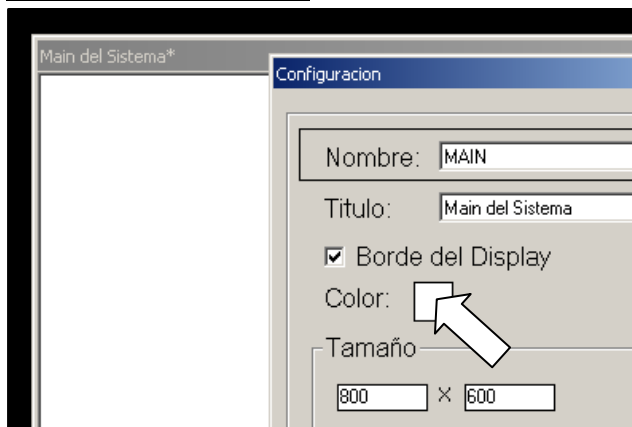 Main del Sistema*
Configuracion
Nombre: MAIN
Titulo: Main del Sistema
Borde del Display
Color:
Tamaño
800 X 600